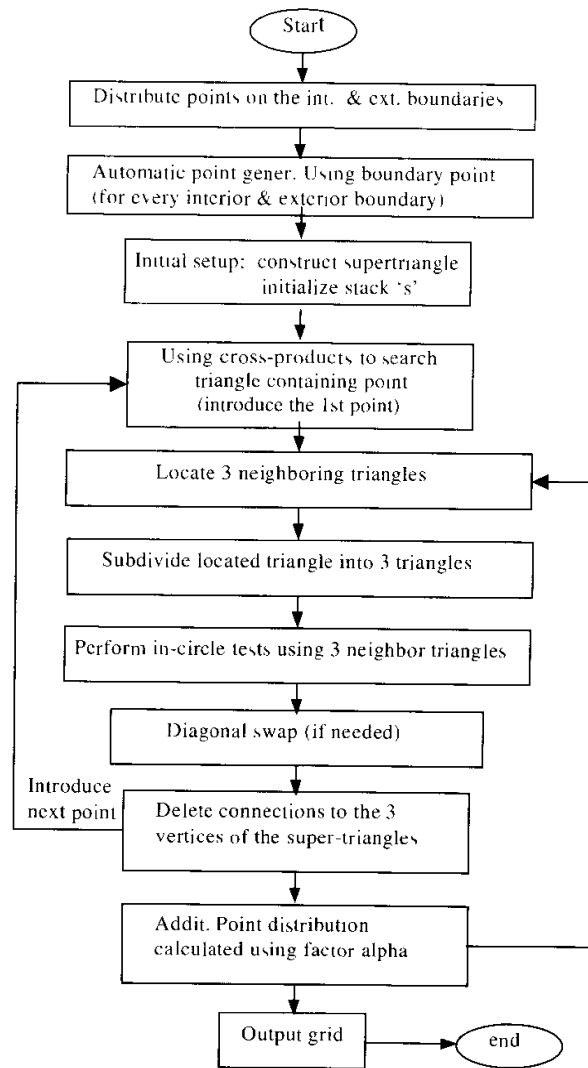 Start
Distribute points on the int. & ext. boundaries
Automatic point gener. Using boundary point
(for every interior & exterior boundary)
Initial setup: construct supertriangle
initialize stack ‘s’
Using cross-products to search
triangle containing point
(introduce the 1st point)
Locate 3 neighboring triangles
Subdivide located triangle into 3 triangles
Perform in-circle tests using 3 neighbor triangles
Diagonal swap (if needed)
Introduce
next point
Delete connections to the 3
vertices of the super-triangles
Addit. Point distribution
calculated using factor alpha
Output grid
end